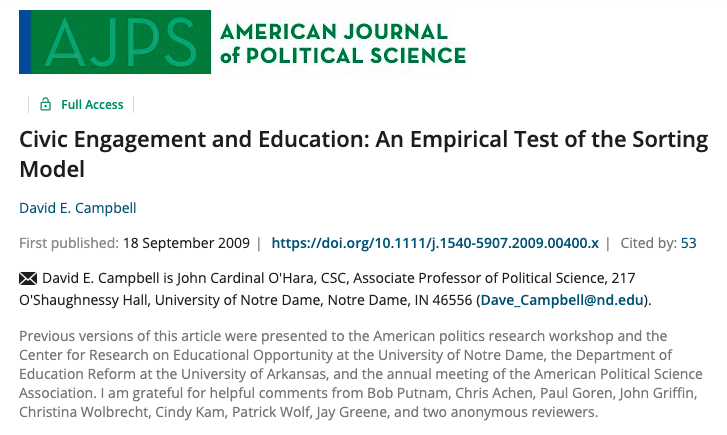 AJPS
AMERICAN JOURNAL
of POLITICAL SCIENCE
Full Access
Civic Engagement and Education: An Empirical Test of the Sorting
Model
David E. Campbell
First published: 18 September 2009 | https://doi.org/10.1111/j.1540-5907.2009.00400.x | Cited by: 53
David E. Campbell is John Cardinal O'Hara, CSC, Associate Professor of Political Science, 217
O'Shaughnessy Hall, University of Notre Dame, Notre Dame, IN 46556 (Dave_Campbell@nd.edu).
Previous versions of this article were presented to the American politics research workshop and the
Center for Research on Educational Opportunity at the University of Notre Dame, the Department of
Education Reform at the University of Arkansas, and the annual meeting of the American Political Science
Association. I am grateful for helpful comments from Bob Putnam, Chris Achen, Paul Goren, John Griffin,
Christina Wolbrecht, Cindy Kam, Patrick Wolf, Jay Greene, and two anonymous reviewers.